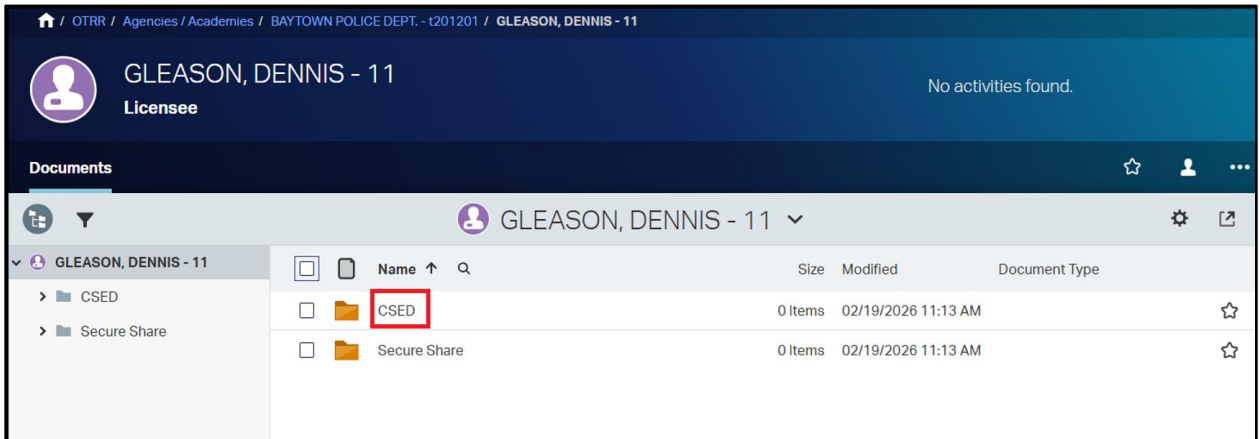 / OTRR / Agencies / Academies / BAYTOWN POLICE DEPT. - t201201 / GLEASON, DENNIS - 11
GLEASON, DENNIS - 11
Licensee
No activities found.
Documents
GLEASON, DENNIS - 11
GLEASON, DENNIS - 11
CSED
Secure Share
Name Size Modified Document Type
CSED 0 Items 02/19/2026 11:13 AM
Secure Share 0 Items 02/19/2026 11:13 AM